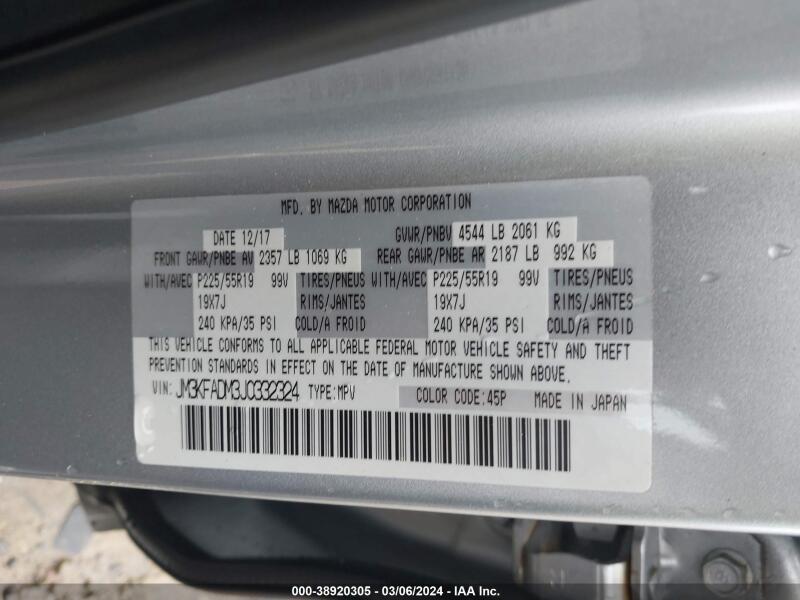 MFD. BY MAZDA MOTOR CORPORATION
DATE 12/17 GVWR/PNBV 4544 LB 2061 KG
FRONT GAWR/PNBE AV 2357 LB 1069 KG REAR GAWR/PNBE AR 2187 LB 992 KG
WITH/AVEC P225/55R19 99V TIRES/PNEUS WITH/AVEC P225/55R19 99V TIRES/PNEUS
19X7J RIMS/JANTES 19X7J RIMS/JANTES
240 KPA/35 PSI COLD/A FROID 240 KPA/35 PSI COLD/A FROID
THIS VEHICLE CONFORMS TO ALL APPLICABLE FEDERAL MOTOR VEHICLE SAFETY AND THEFT
PREVENTION STANDARDS IN EFFECT ON THE DATE OF MANUFACTURE SHOWN ABOVE.
VIN: JM3KFADM3J0332324 TYPE:MPV COLOR CODE:45P MADE IN JAPAN
000-38920305 - 03/06/2024 - IAA Inc.